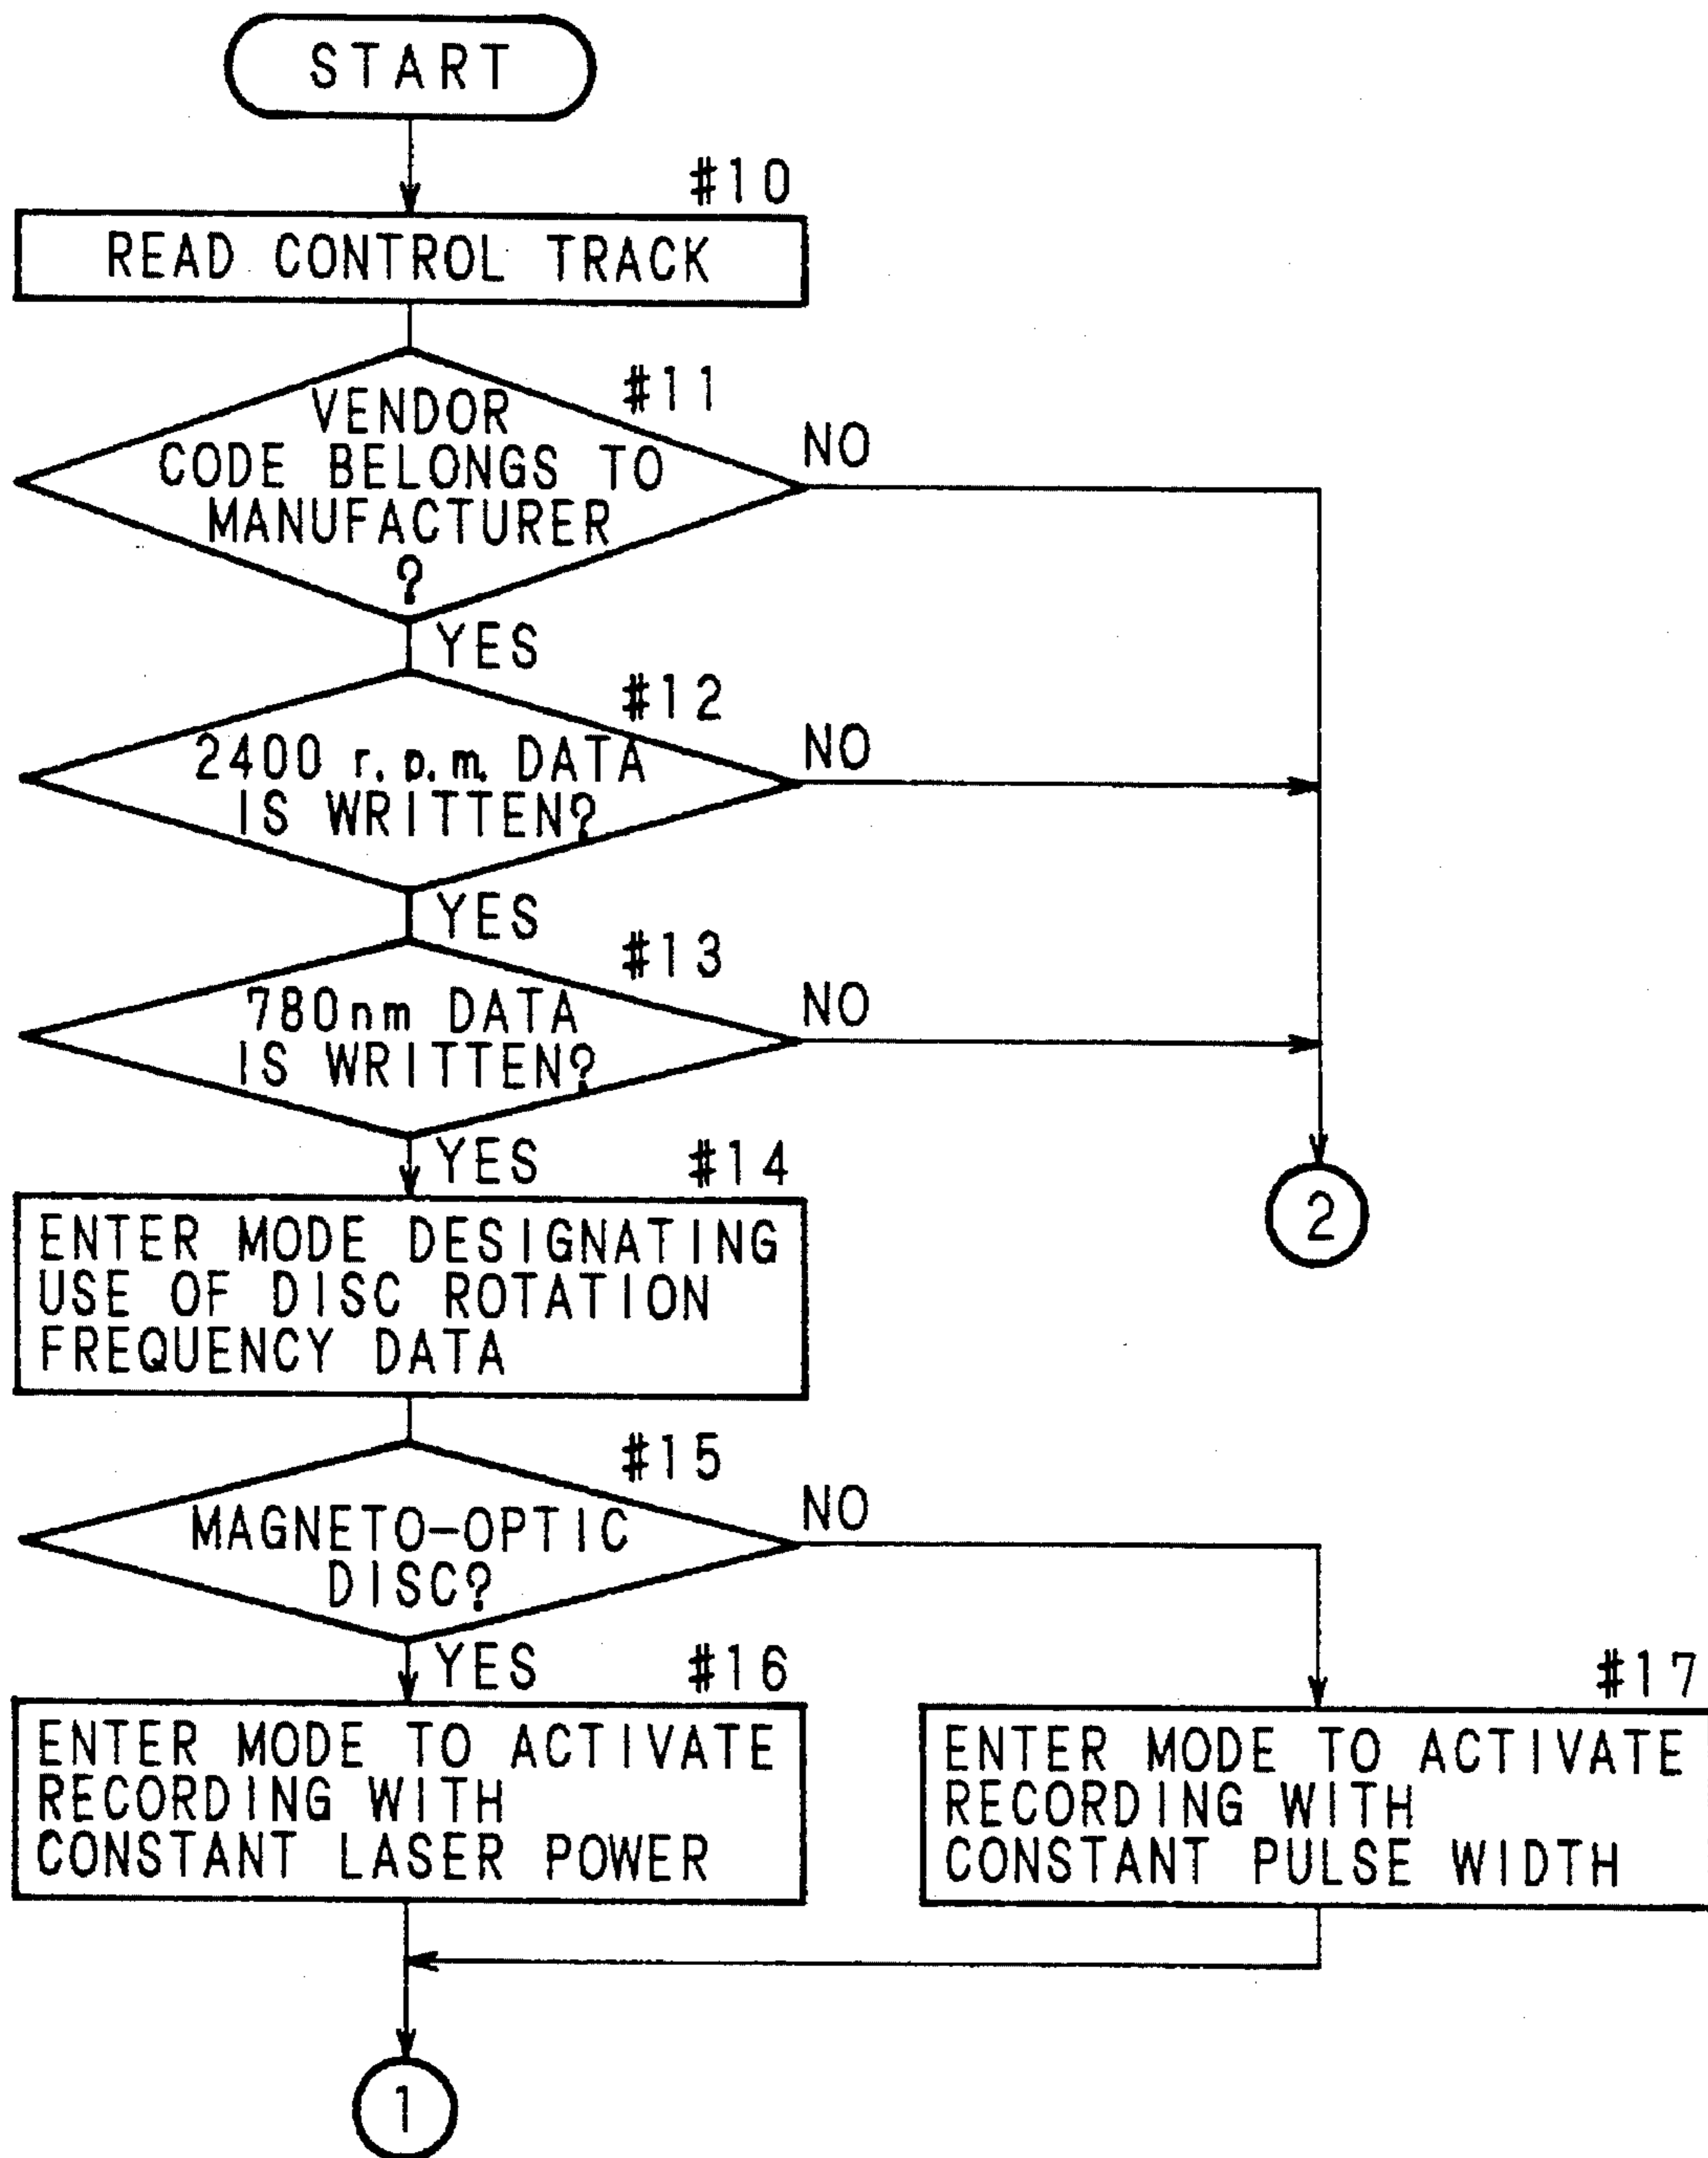 START
#10
READ CONTROL TRACK
#11
VENDOR
CODE BELONGS TO
MANUFACTURER
?
NO
YES
#12
2400 r.p.m. DATA
IS WRITTEN?
NO
YES
#13
780nm DATA
IS WRITTEN?
NO
YES
2
#14
ENTER MODE DESIGNATING
USE OF DISC ROTATION
FREQUENCY DATA
#15
MAGNETO-OPTIC
DISC?
NO
YES
#16
ENTER MODE TO ACTIVATE
RECORDING WITH
CONSTANT LASER POWER
#17
ENTER MODE TO ACTIVATE
RECORDING WITH
CONSTANT PULSE WIDTH
1